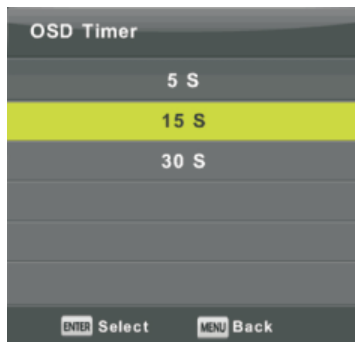 OSD Timer
5 S
15 S
30 S
ENTER Select MENU Back